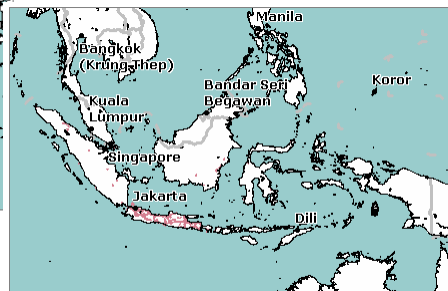 Manila
Bangkok
(Krung Thep)
Koror
Bandar Seri
Begawan
Kuala
Lumpur
Singapore
Jakarta
Dili